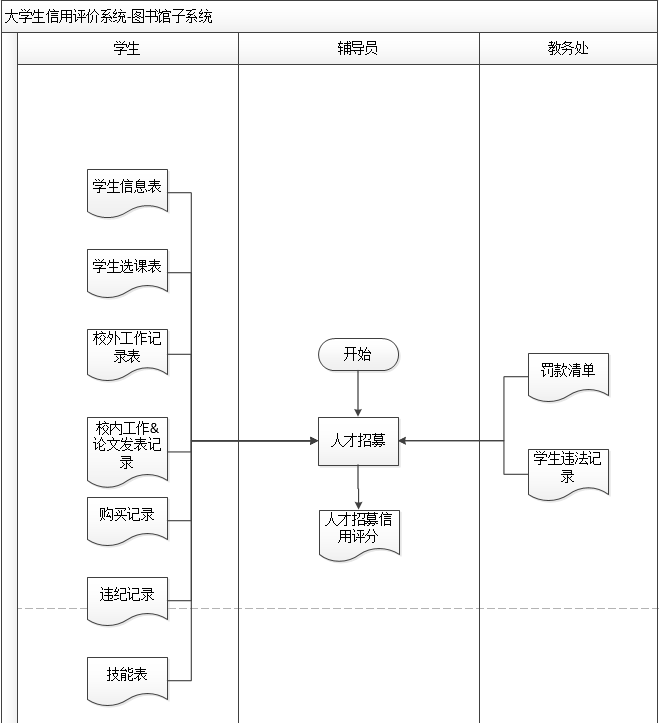 大学生信用评价系统-图书馆子系统
学生
辅导员
教务处
学生信息表
学生选课表
校外工作记
录表
校内工作&
论文发表记
录
购买记录
违纪记录
技能表
开始
人才招募
人才招募信
用评分
罚款清单
学生违法记
录